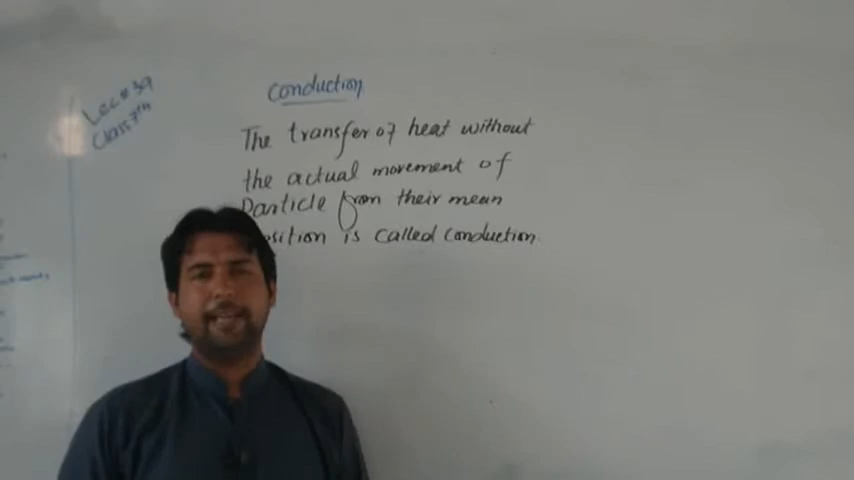 Lec # 39
Class 7th
Conduction
The transfer of heat without
the actual movement of
Particle from their mean
position is called conduction.